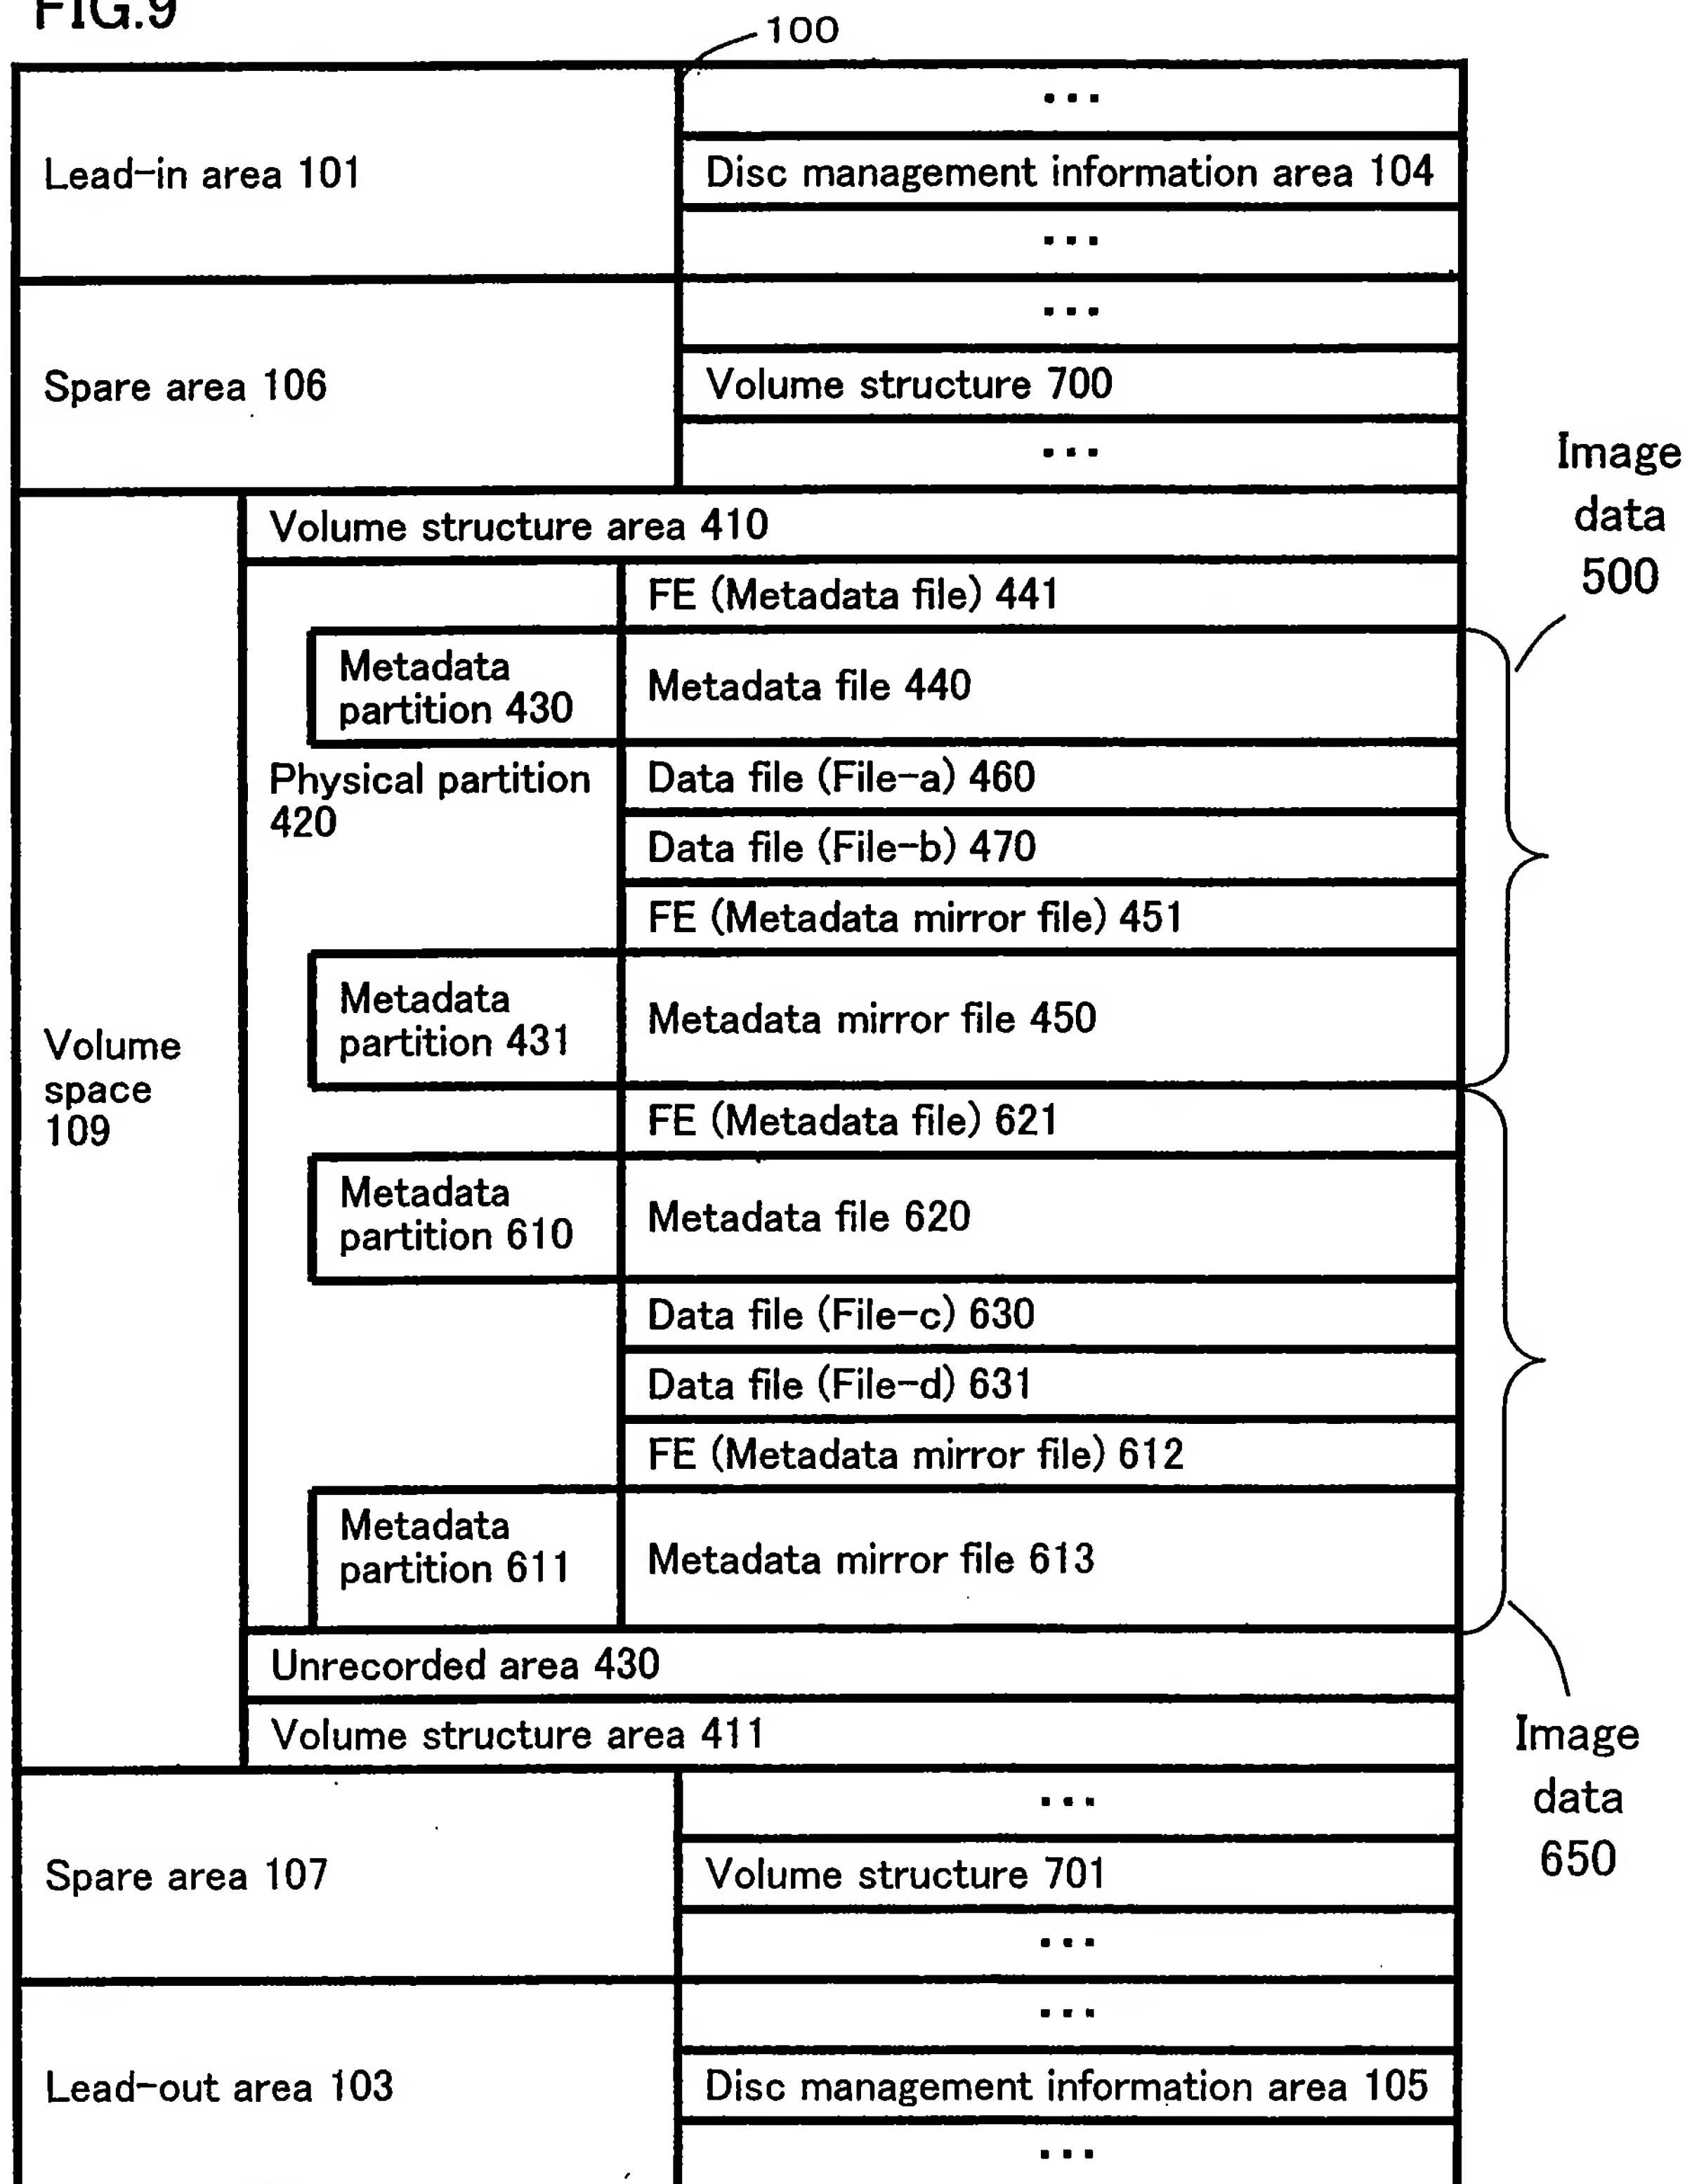 FIG.9
100
...
Lead-in area 101
Disc management information area 104
...
...
Spare area 106
Volume structure 700
...
Image
data
500
Volume structure area 410
FE (Metadata file) 441
Metadata
partition 430
Metadata file 440
Physical partition
420
Data file (File-a) 460
Data file (File-b) 470
FE (Metadata mirror file) 451
Metadata
partition 431
Metadata mirror file 450
Volume
space
109
FE (Metadata file) 621
Metadata
partition 610
Metadata file 620
Data file (File-c) 630
Data file (File-d) 631
FE (Metadata mirror file) 612
Metadata
partition 611
Metadata mirror file 613
Unrecorded area 430
Volume structure area 411
Image
data
650
...
Spare area 107
Volume structure 701
...
...
Lead-out area 103
Disc management information area 105
...